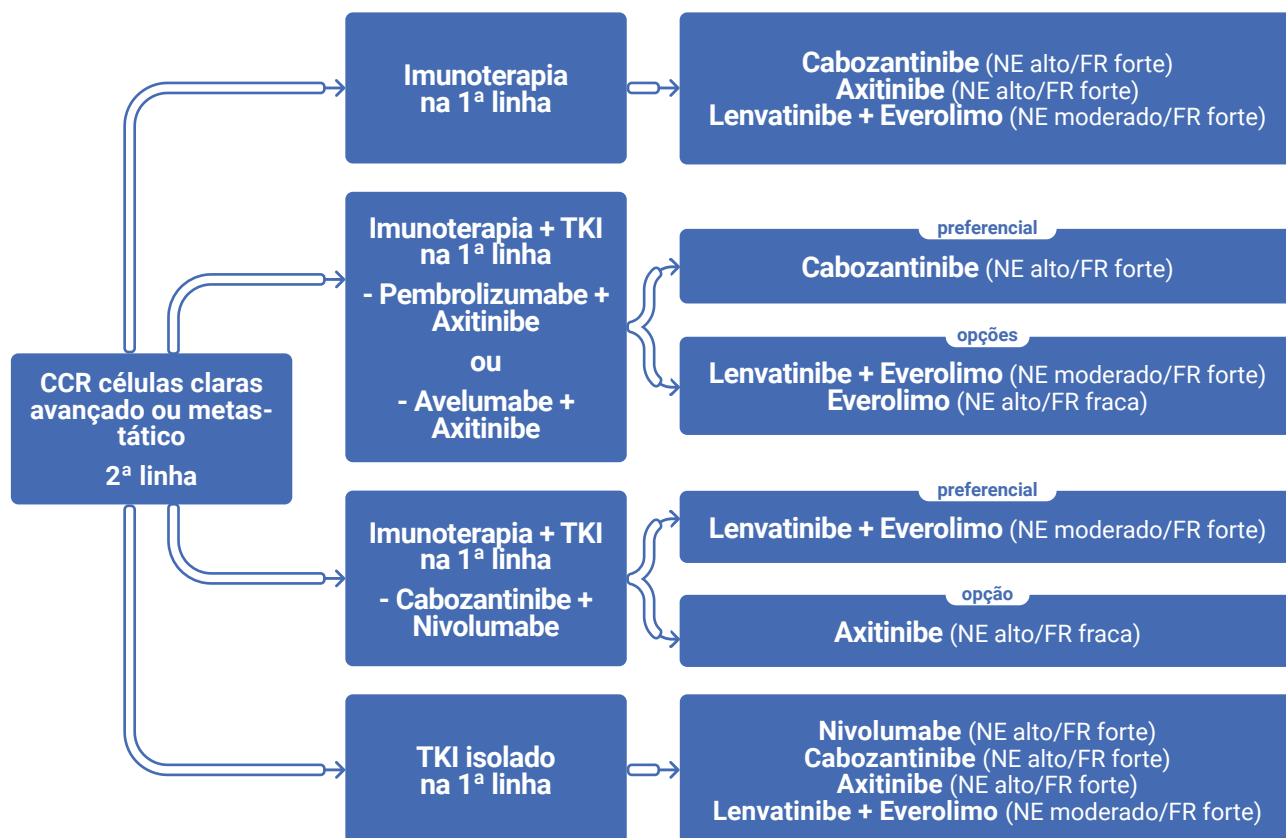 CCR células claras
avançado ou metas-
tático
2ª linha
Imunoterapia
na 1ª linha
Cabozantinibe (NE alto/FR forte)
Axitinibe (NE alto/FR forte)
Lenvatinibe + Everolimo (NE moderado/FR forte)
Imunoterapia + TKI
na 1ª linha
- Pembrolizumabe +
Axitinibe
ou
- Avelumabe +
Axitinibe
preferencial
Cabozantinibe (NE alto/FR forte)
opções
Lenvatinibe + Everolimo (NE moderado/FR forte)
Everolimo (NE alto/FR fraca)
Imunoterapia + TKI
na 1ª linha
- Cabozantinibe +
Nivolumabe
preferencial
Lenvatinibe + Everolimo (NE moderado/FR forte)
opção
Axitinibe (NE alto/FR fraca)
TKI isolado
na 1ª linha
Nivolumabe (NE alto/FR forte)
Cabozantinibe (NE alto/FR forte)
Axitinibe (NE alto/FR forte)
Lenvatinibe + Everolimo (NE moderado/FR forte)